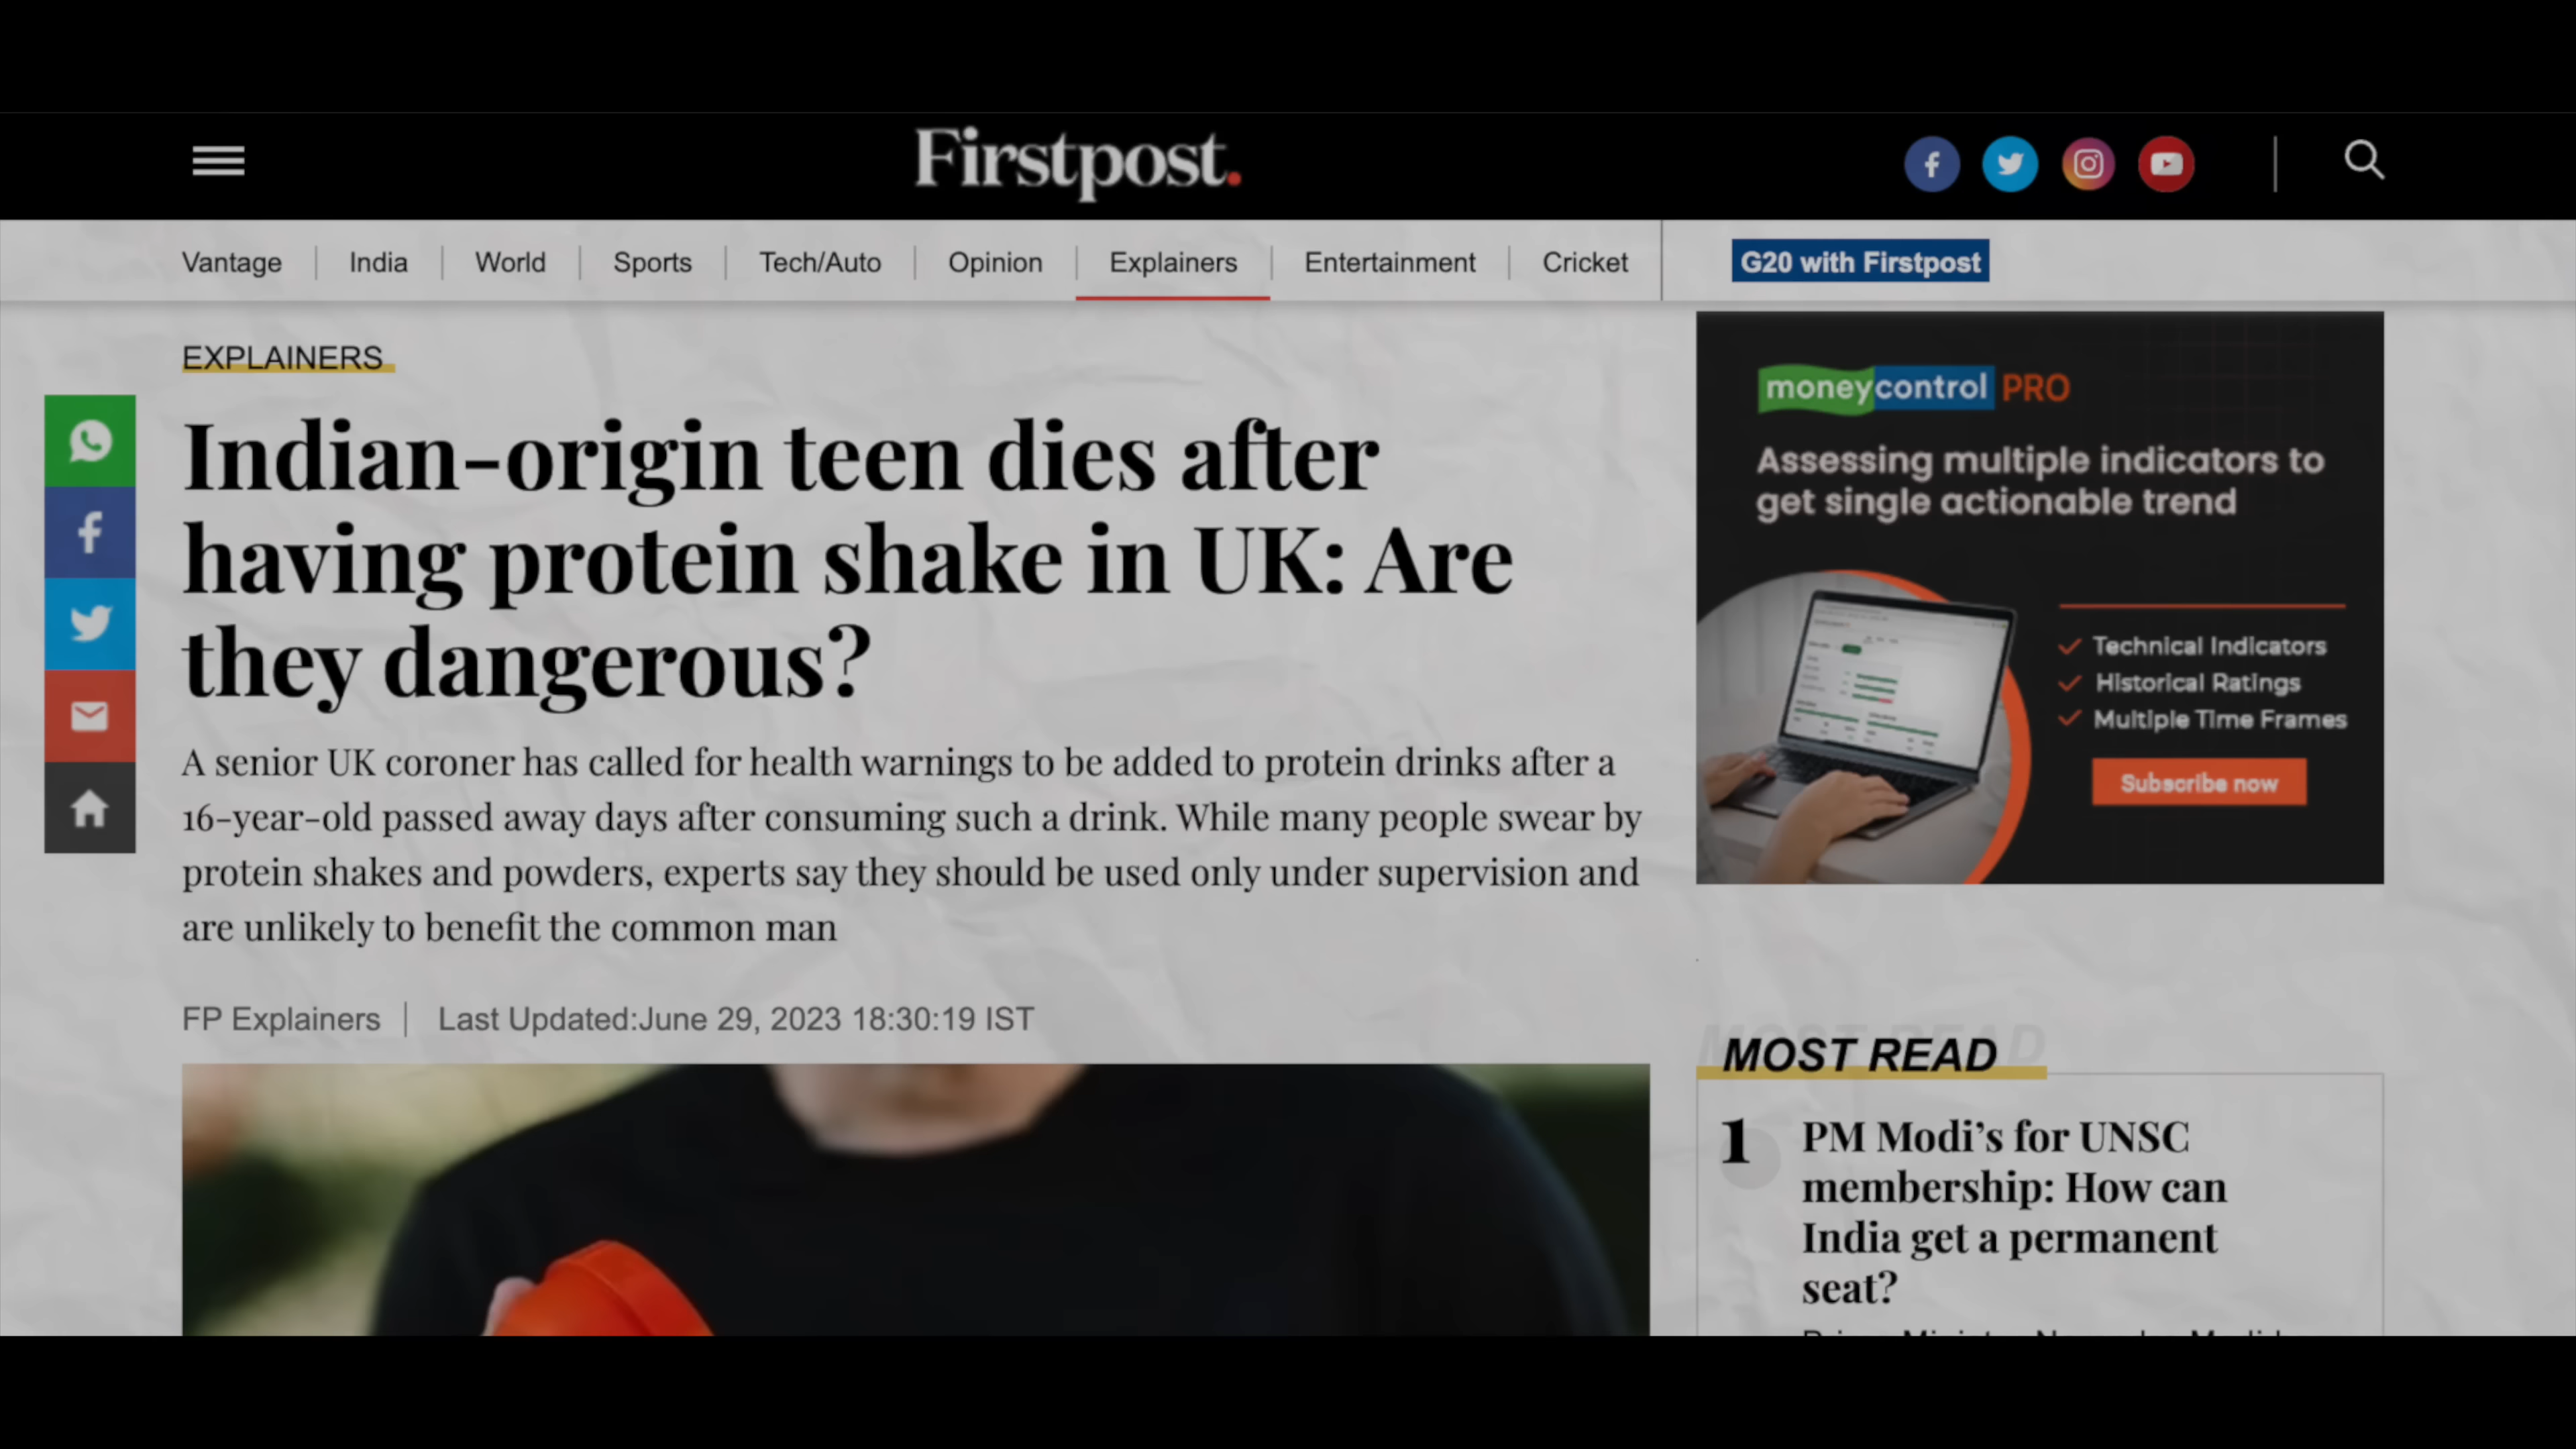 Firstpost.
Vantage
India
World
Sports
Tech/Auto
Opinion
Explainers
Entertainment
Cricket
G20 with Firstpost
EXPLAINERS
Indian-origin teen dies after
having protein shake in UK: Are
they dangerous?
A senior UK coroner has called for health warnings to be added to protein drinks after a
16-year-old passed away days after consuming such a drink. While many people swear by
protein shakes and powders, experts say they should be used only under supervision and
are unlikely to benefit the common man
FP Explainers
Last Updated:June 29, 2023 18:30:19 IST
moneycontrol PRO
Assessing multiple indicators to
get single actionable trend
Technical Indicators
Historical Ratings
Multiple Time Frames
Subscribe now
MOST READ
1
PM Modi's for UNSC
membership: How can
India get a permanent
seat?